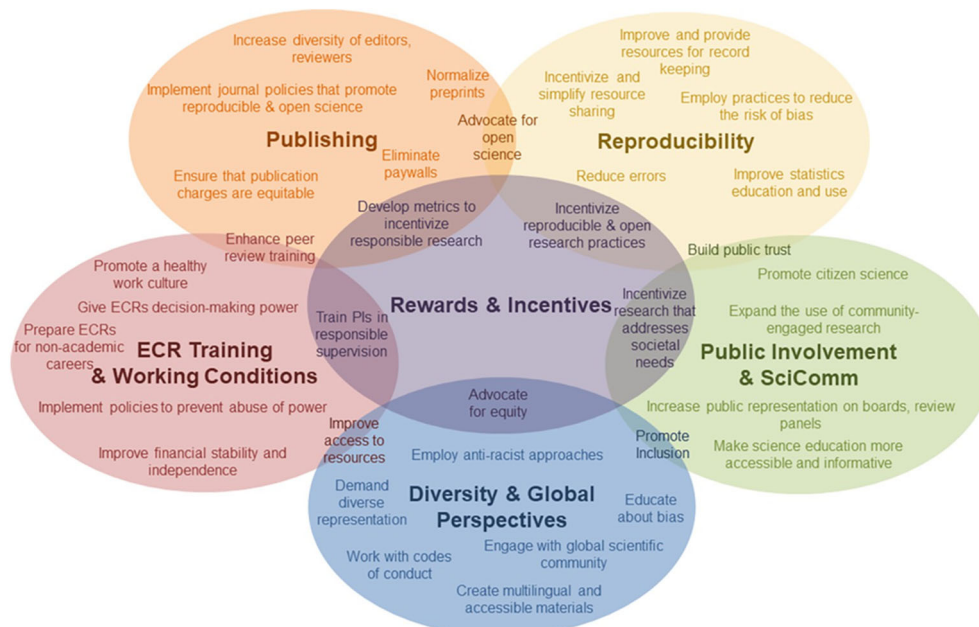 Increase diversity of editors,
reviewers
Implement journal policies that promote
reproducible & open science
Normalize
preprints
Publishing
Eliminate
paywalls
Ensure that publication
charges are equitable
Advocate for
open
science
Improve and provide
resources for record
keeping
Incentivize and
simplify resource
sharing
Employ practices to reduce
the risk of bias
Reproducibility
Reduce errors
Improve statistics
education and use
Develop metrics to
incentivize
responsible research
Incentivize
reproducible & open
research practices
Enhance peer
review training
Build public trust
Rewards & Incentives
Promote a healthy
work culture
Give ECRs decision-making power
Prepare ECRs
for non-academic
careers
ECR Training
& Working Conditions
Train PIs in
responsible
supervision
Implement policies to prevent abuse of power
Improve financial stability and
independence
Incentivize
research that
addresses
societal
needs
Promote citizen science
Expand the use of community-
engaged research
Public Involvement
& SciComm
Increase public representation on boards, review
panels
Make science education more
accessible and informative
Advocate
for equity
Improve
access to
resources
Promote
Inclusion
Employ anti-racist approaches
Demand
diverse
representation
Diversity & Global
Perspectives
Educate
about bias
Work with codes
of conduct
Engage with global scientific
community
Create multilingual and
accessible materials